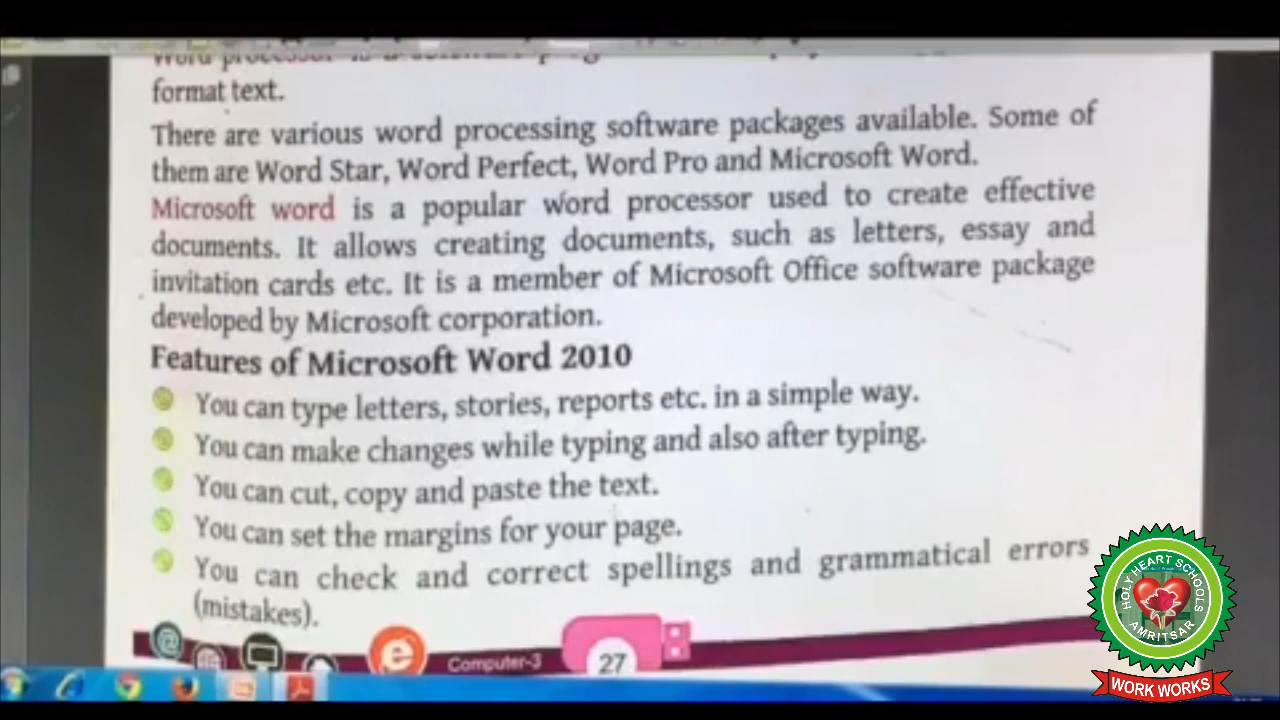 Word processor is a
format text.
There are various word processing software packages available. Some of
them are Word Star, Word Perfect, Word Pro and Microsoft Word.
Microsoft word is a popular word processor used to create effective
documents. It allows creating documents, such as letters, essay and
invitation cards etc. It is a member of Microsoft Office software package
developed by Microsoft corporation.
Features of Microsoft Word 2010
You can type letters, stories, reports etc. in a simple way.
You can make changes while typing and also after typing.
You can cut, copy and paste the text.
You can set the margins for your page.
You can check and correct spellings and grammatical errors
(mistakes).
Computer-3
27
HOLY HEART SCHOOLS
AMRITSAR
WORK WORKS